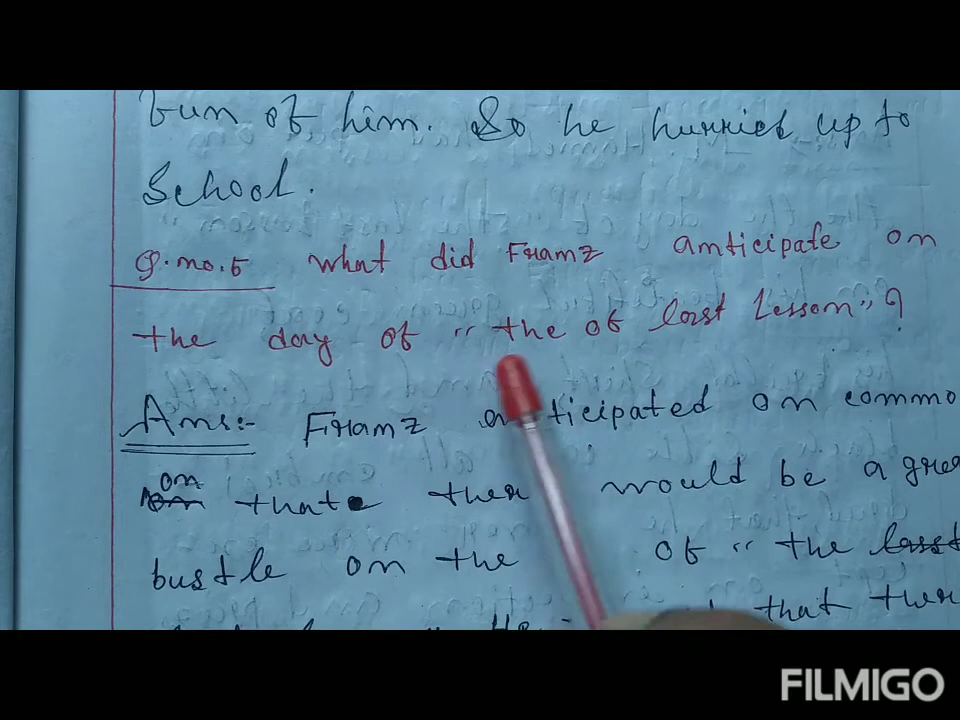 fun of him. So he hurried up to
School.
Q.no.5 what did Franz anticipate on
the day of "the of last Lesson"?
Ans:- Franz anticipated on commo
on that ther would be a grea
bustle on the of "the last
that ther
FILMIGO